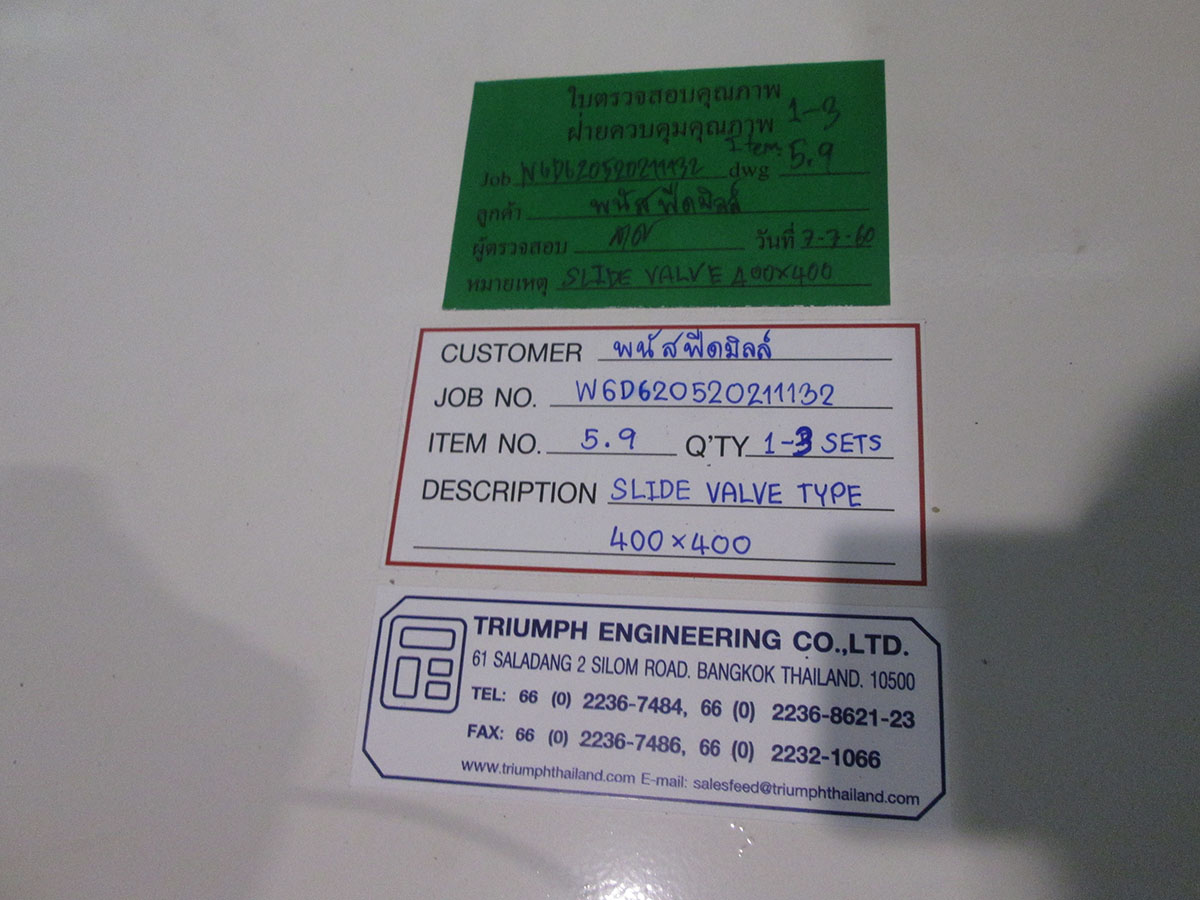 ใบตรวจสอบคุณภาพ
ฝ่ายควบคุมคุณภาพ 1-3
Job W6D620520211132 dwg Item 5.9
ลูกค้า พนัสฟีดมิลล์
ผู้ตรวจสอบ วันที่ 7-7-60
หมายเหตุ SLIDE VALVE 400×400
CUSTOMER พนัสฟีดมิลล์
JOB NO. W6D620520211132
ITEM NO. 5.9 Q'TY 1-3 SETS
DESCRIPTION SLIDE VALVE TYPE
400×400
TRIUMPH ENGINEERING CO.,LTD.
61 SALADANG 2 SILOM ROAD. BANGKOK THAILAND. 10500
TEL: 66 (0) 2236-7484, 66 (0) 2236-8621-23
FAX: 66 (0) 2236-7486, 66 (0) 2232-1066
www.triumphthailand.com E-mail: salesfeed@triumphthailand.com